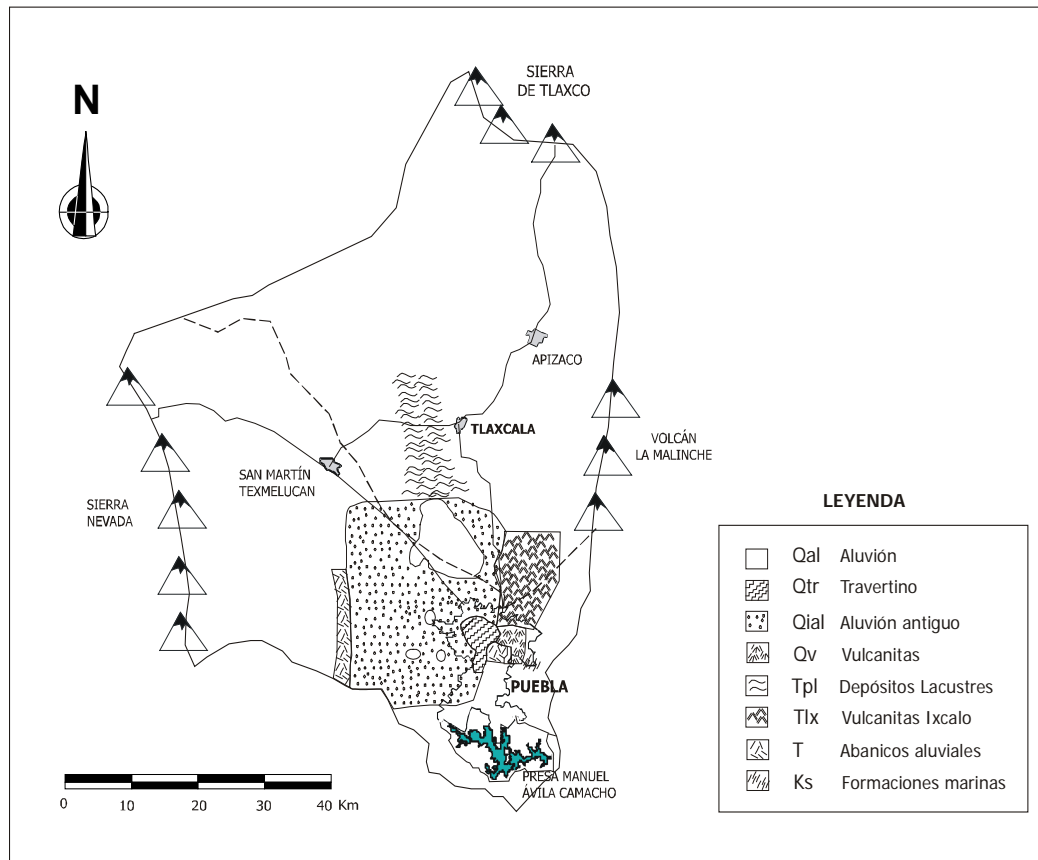 SIERRA
DE TLAXCO
N
APIZACO
TLAXCALA
VOLCÁN
LA MALINCHE
SAN MARTÍN
TEXMELUCAN
SIERRA
NEVADA
PUEBLA
PRESA MANUEL
ÁVILA CAMACHO
0 10 20 30 40 Km
LEYENDA
Qal Aluvión
Qtr Travertino
Qial Aluvión antiguo
Qv Vulcanitas
Tpl Depósitos Lacustres
Tlx Vulcanitas Ixcalo
T Abanicos aluviales
Ks Formaciones marinas